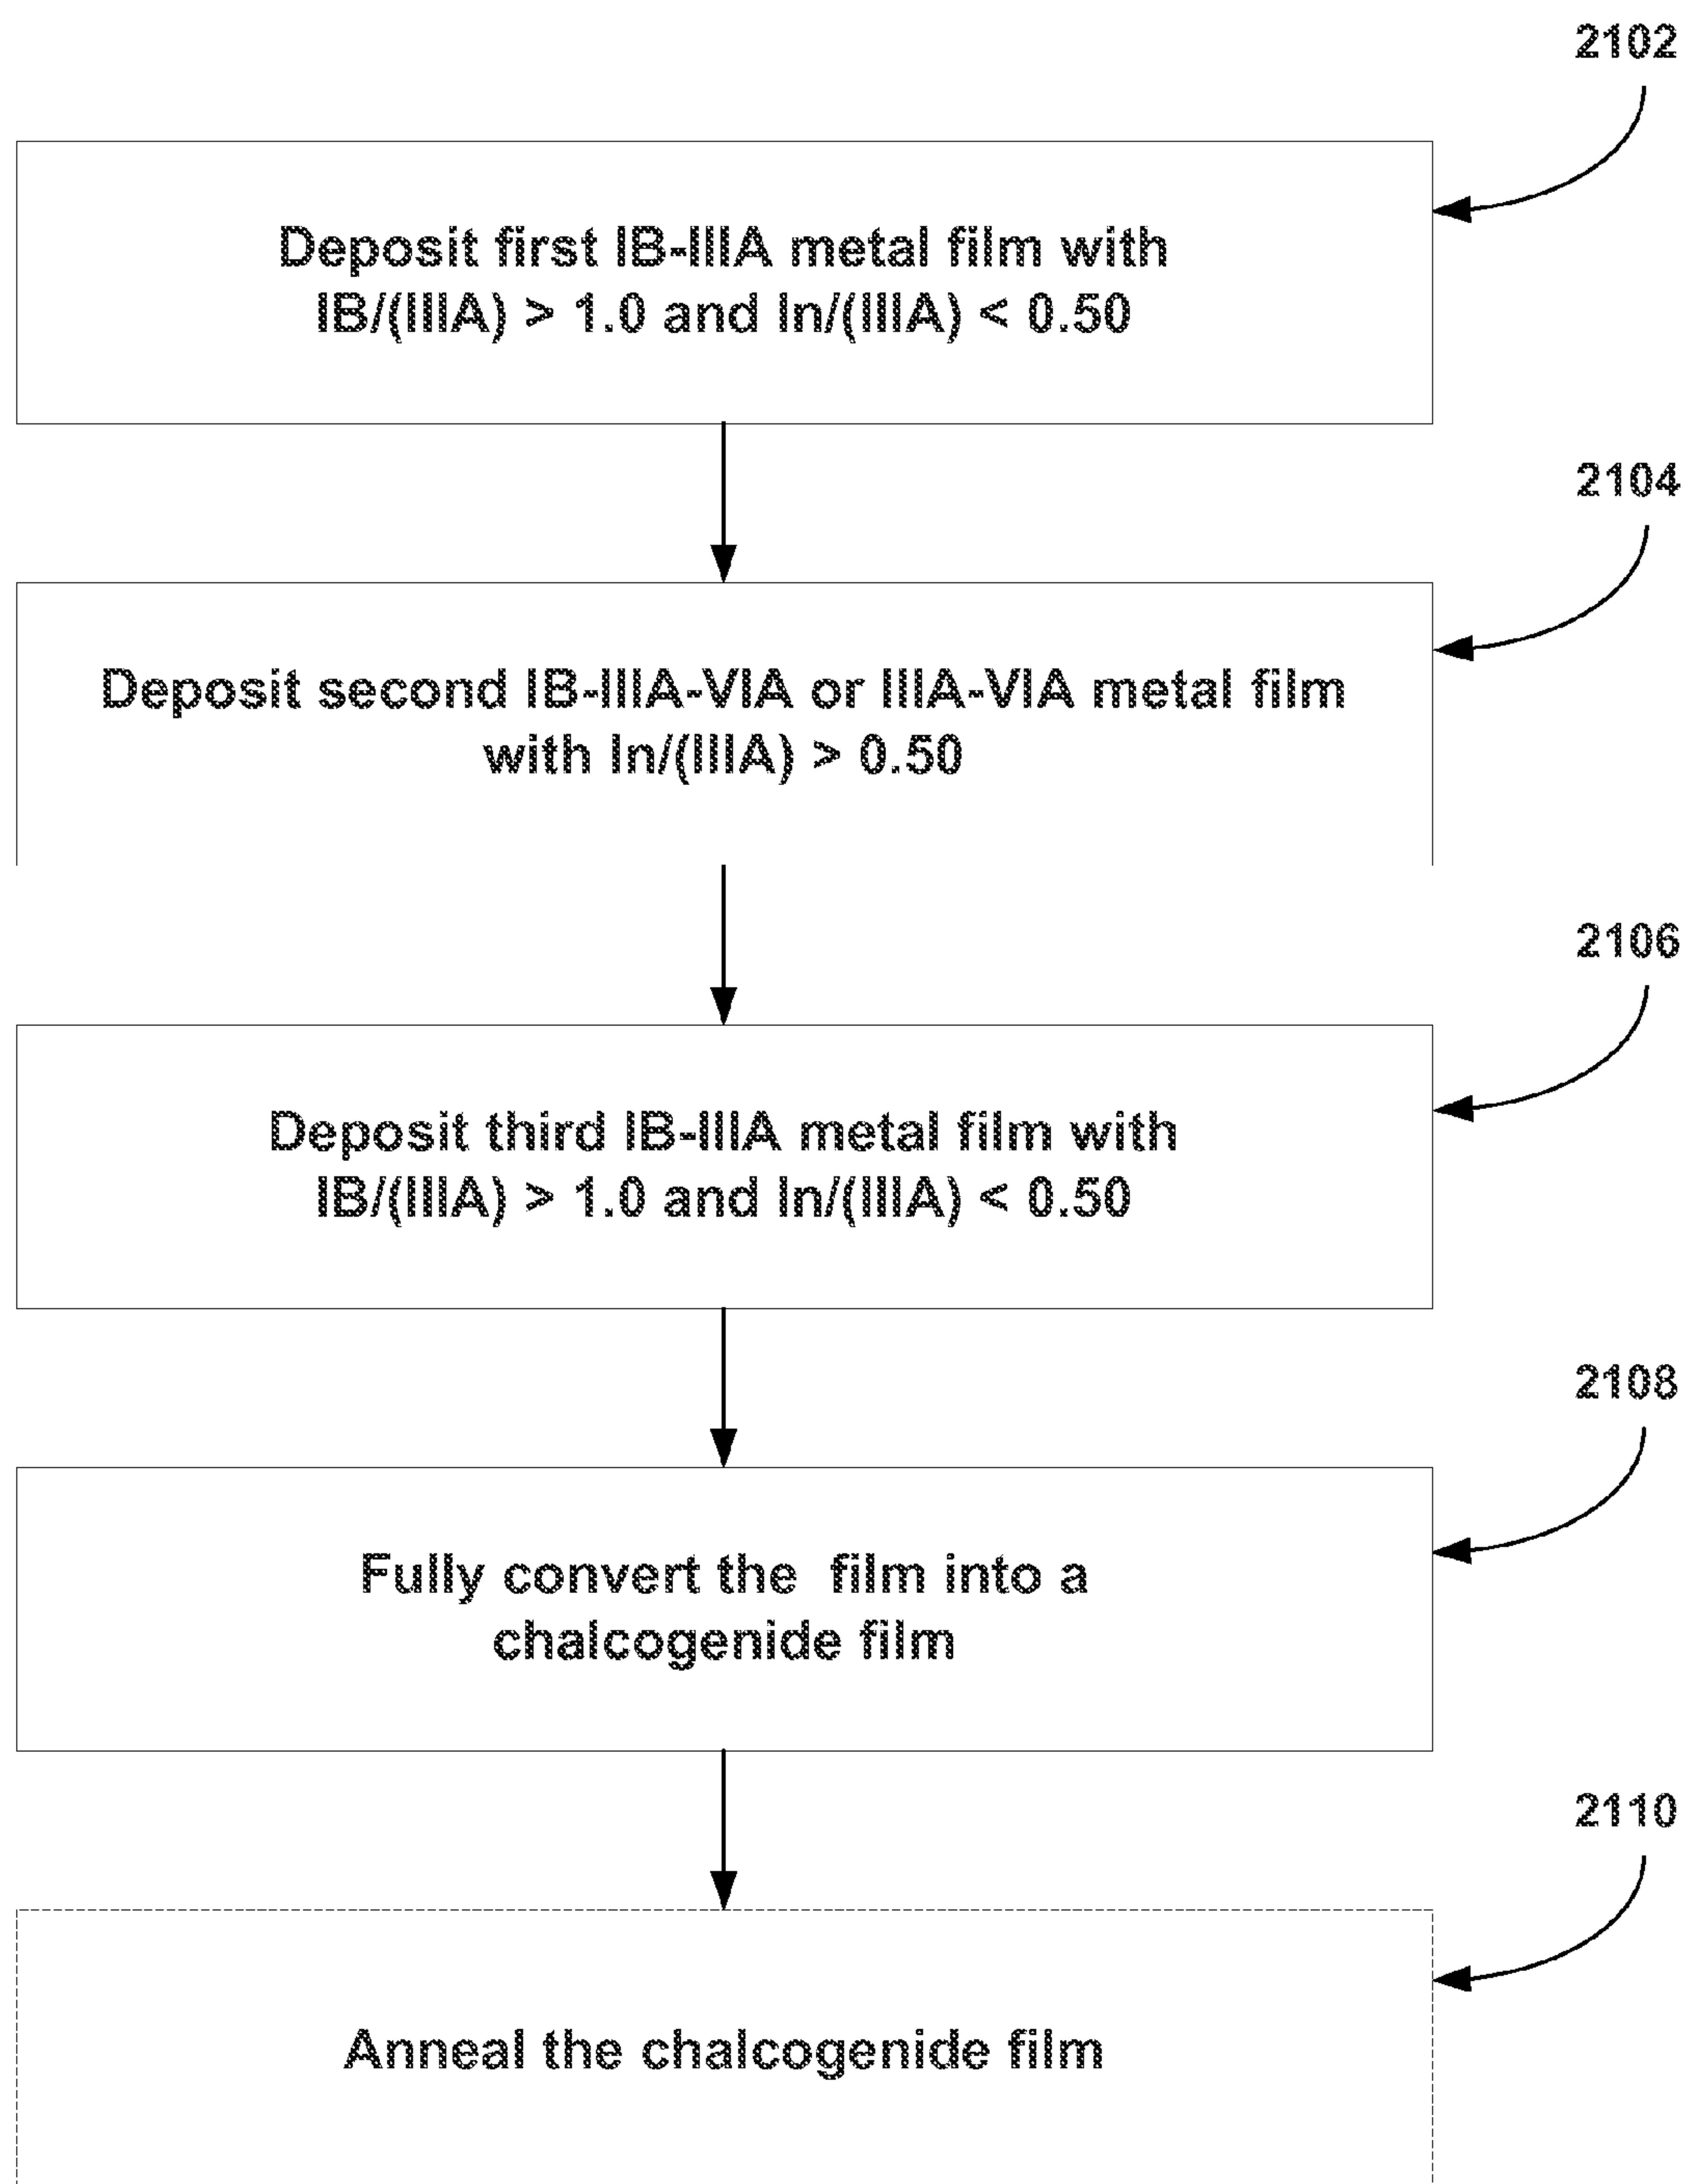 2102
Deposit first IB-IIIA metal film with
IB/(IIIA) > 1.0 and In/(IIIA) < 0.50
2104
Deposit second IB-IIIA-VIA or IIIA-VIA metal film
with In/(IIIA) > 0.50
2106
Deposit third IB-IIIA metal film with
IB/(IIIA) > 1.0 and In/(IIIA) < 0.50
2108
Fully convert the film into a
chalcogenide film
2110
Anneal the chalcogenide film